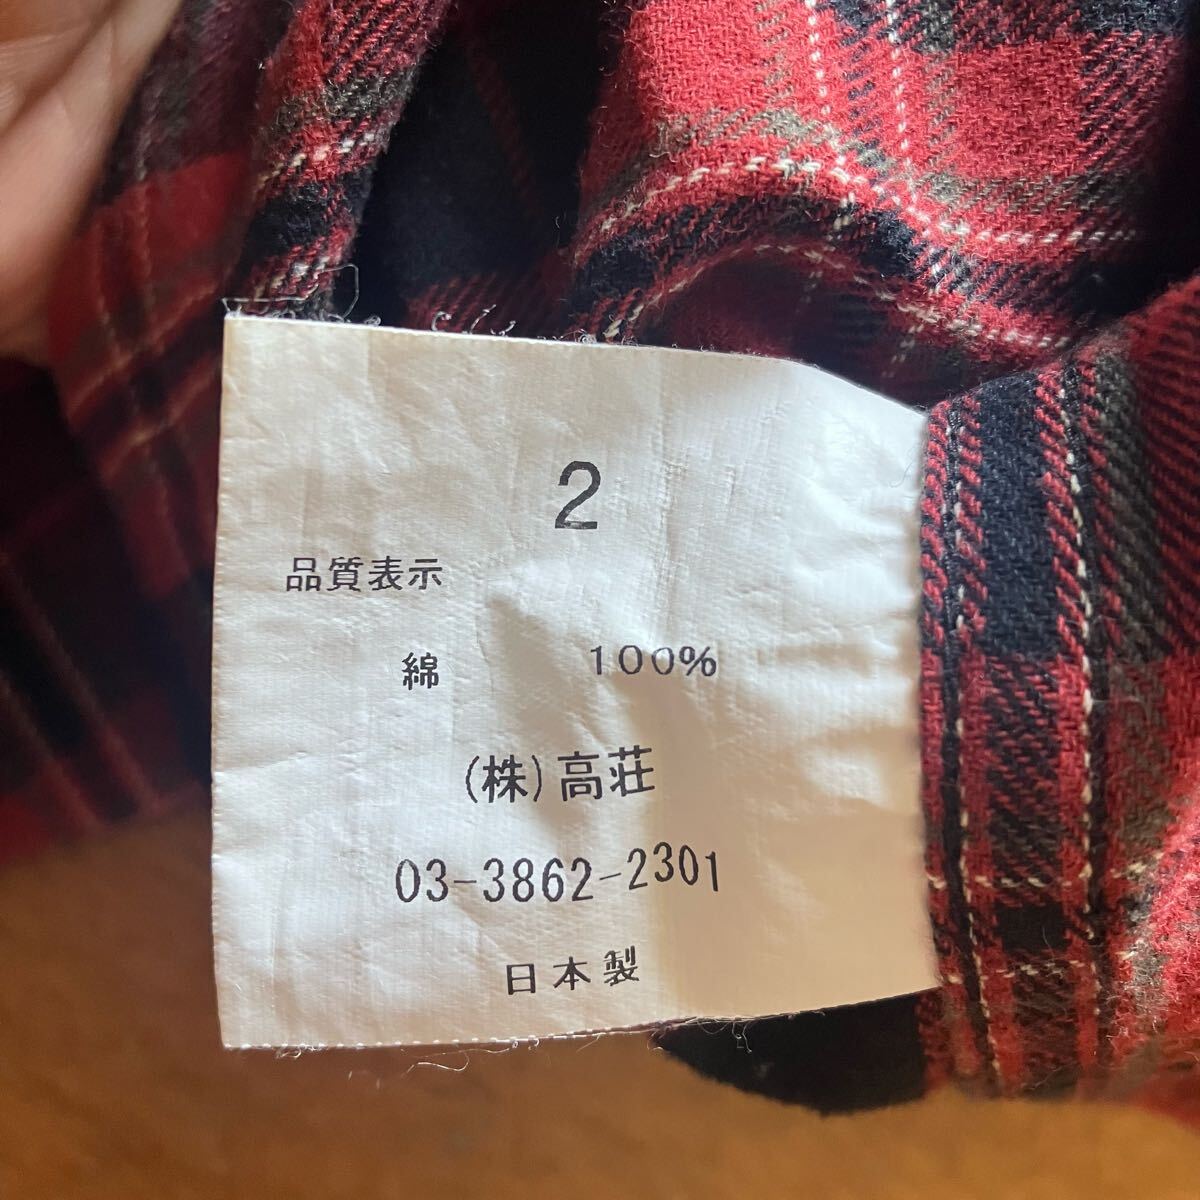 2
品質表示
綿 100%
(株)高荘
03-3862-2301
日本製